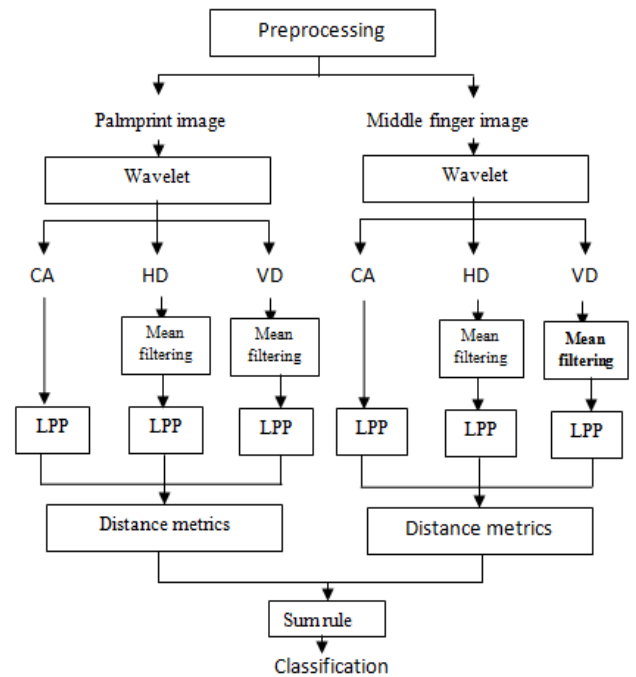 Preprocessing
Palmprint image
Middle finger image
Wavelet
Wavelet
CA
HD
VD
CA
HD
VD
Mean
filtering
Mean
filtering
Mean
filtering
Mean
filtering
LPP
LPP
LPP
LPP
LPP
LPP
Distance metrics
Distance metrics
Sum rule
Classification